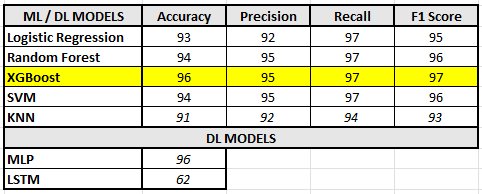 ML / DL MODELS Accuracy Precision Recall F1 Score
Logistic Regression 93 92 97 95
Random Forest 94 95 97 96
XGBoost 96 95 97 97
SVM 94 95 97 96
KNN 91 92 94 93
DL MODELS
MLP 96
LSTM 62